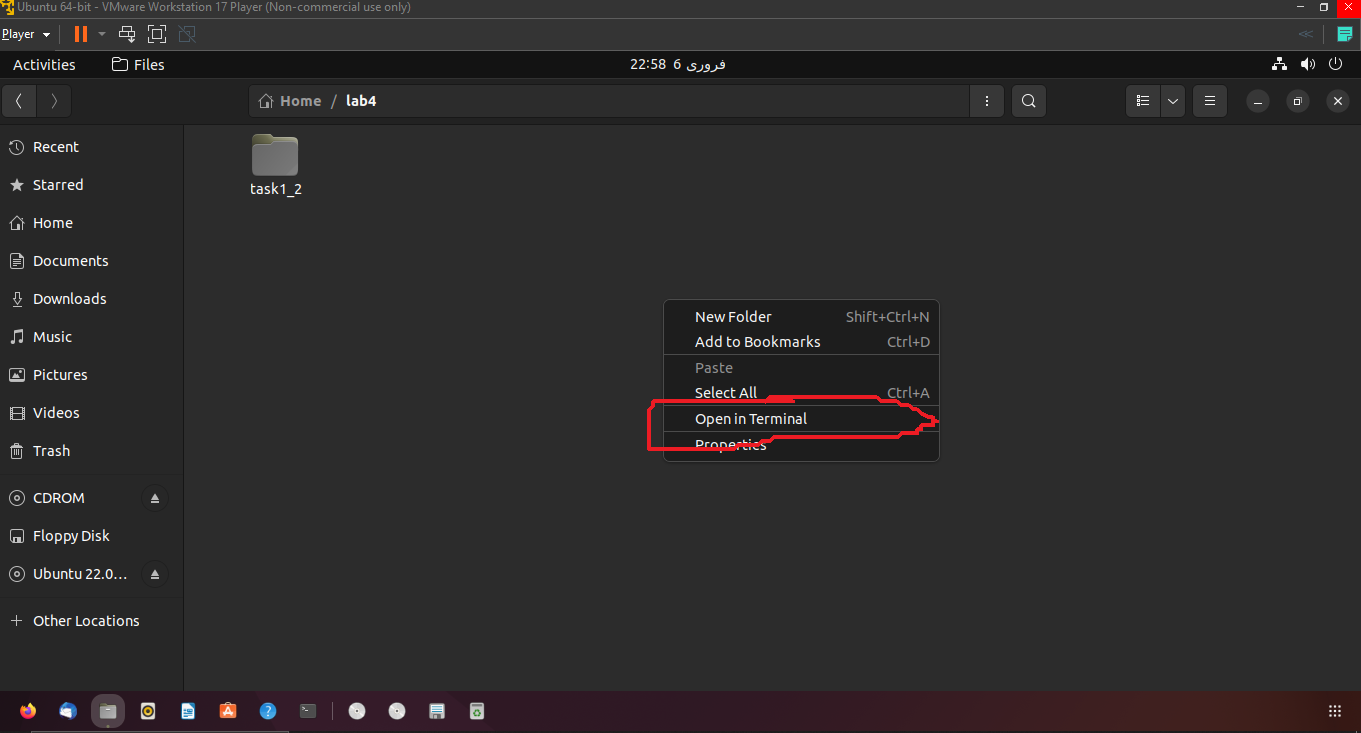 Ubuntu 64-bit - VMware Workstation 17 Player (Non-commercial use only)
Player
Activities
Files
22:58 فروری 6
Home / lab4
Recent
Starred
Home
Documents
Downloads
Music
Pictures
Videos
Trash
CDROM
Floppy Disk
Ubuntu 22.0…
Other Locations
task1_2
New Folder Shift+Ctrl+N
Add to Bookmarks Ctrl+D
Paste
Select All Ctrl+A
Open in Terminal
Properties